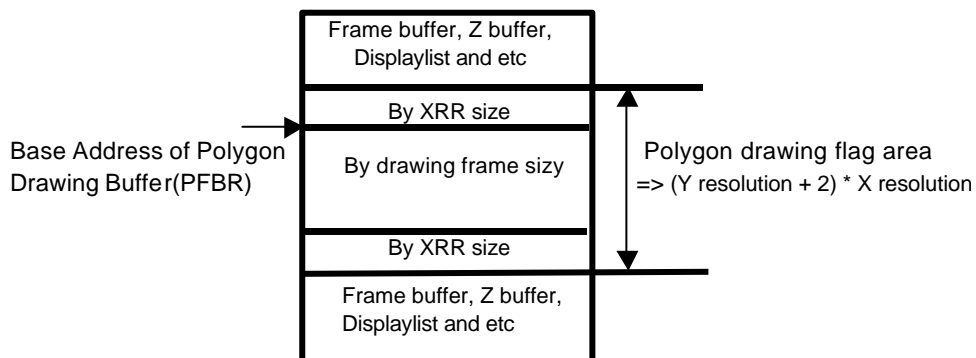 Frame buffer, Z buffer,
Displaylist and etc
By XRR size
Base Address of Polygon
Drawing Buffer(PFBR)
By drawing frame sizy
Polygon drawing flag area
=> (Y resolution + 2) * X resolution
By XRR size
Frame buffer, Z buffer,
Displaylist and etc